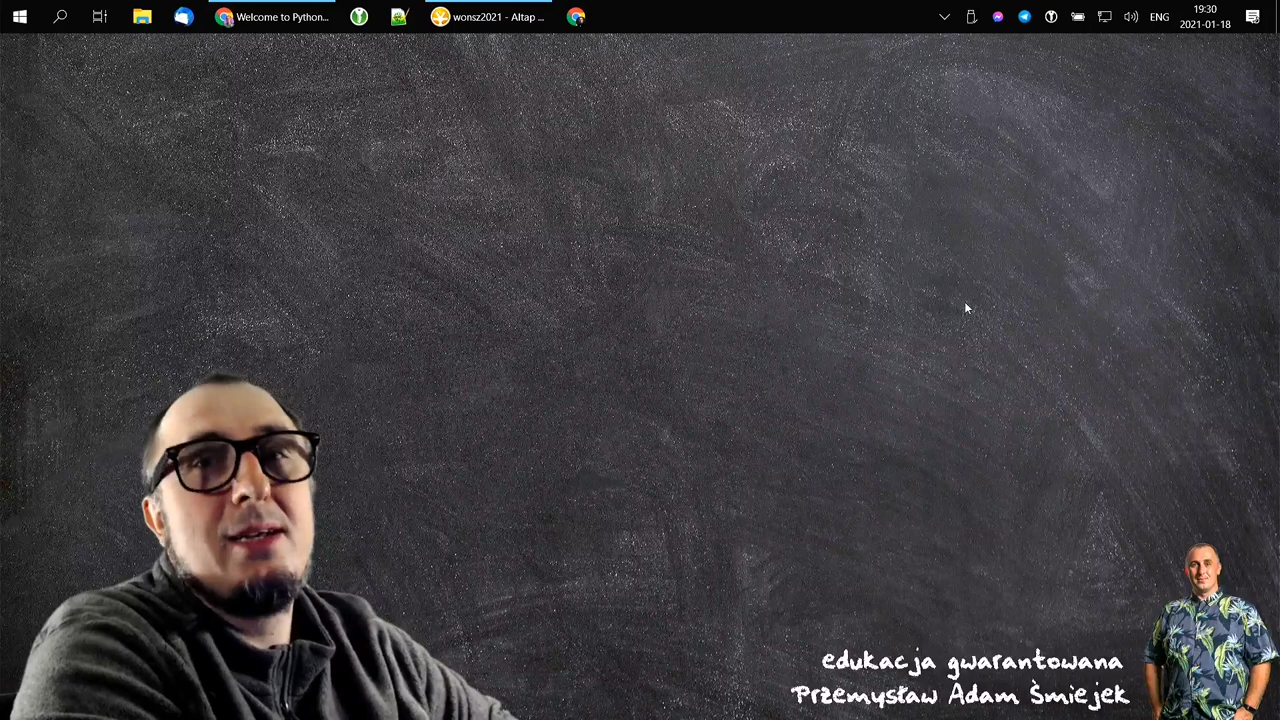 Welcome to Python...
wonsz2021 - Altap ...
ENG
19:30
2021-01-18
edukacja gwarantowana
Przemysław Adam Śmiejek